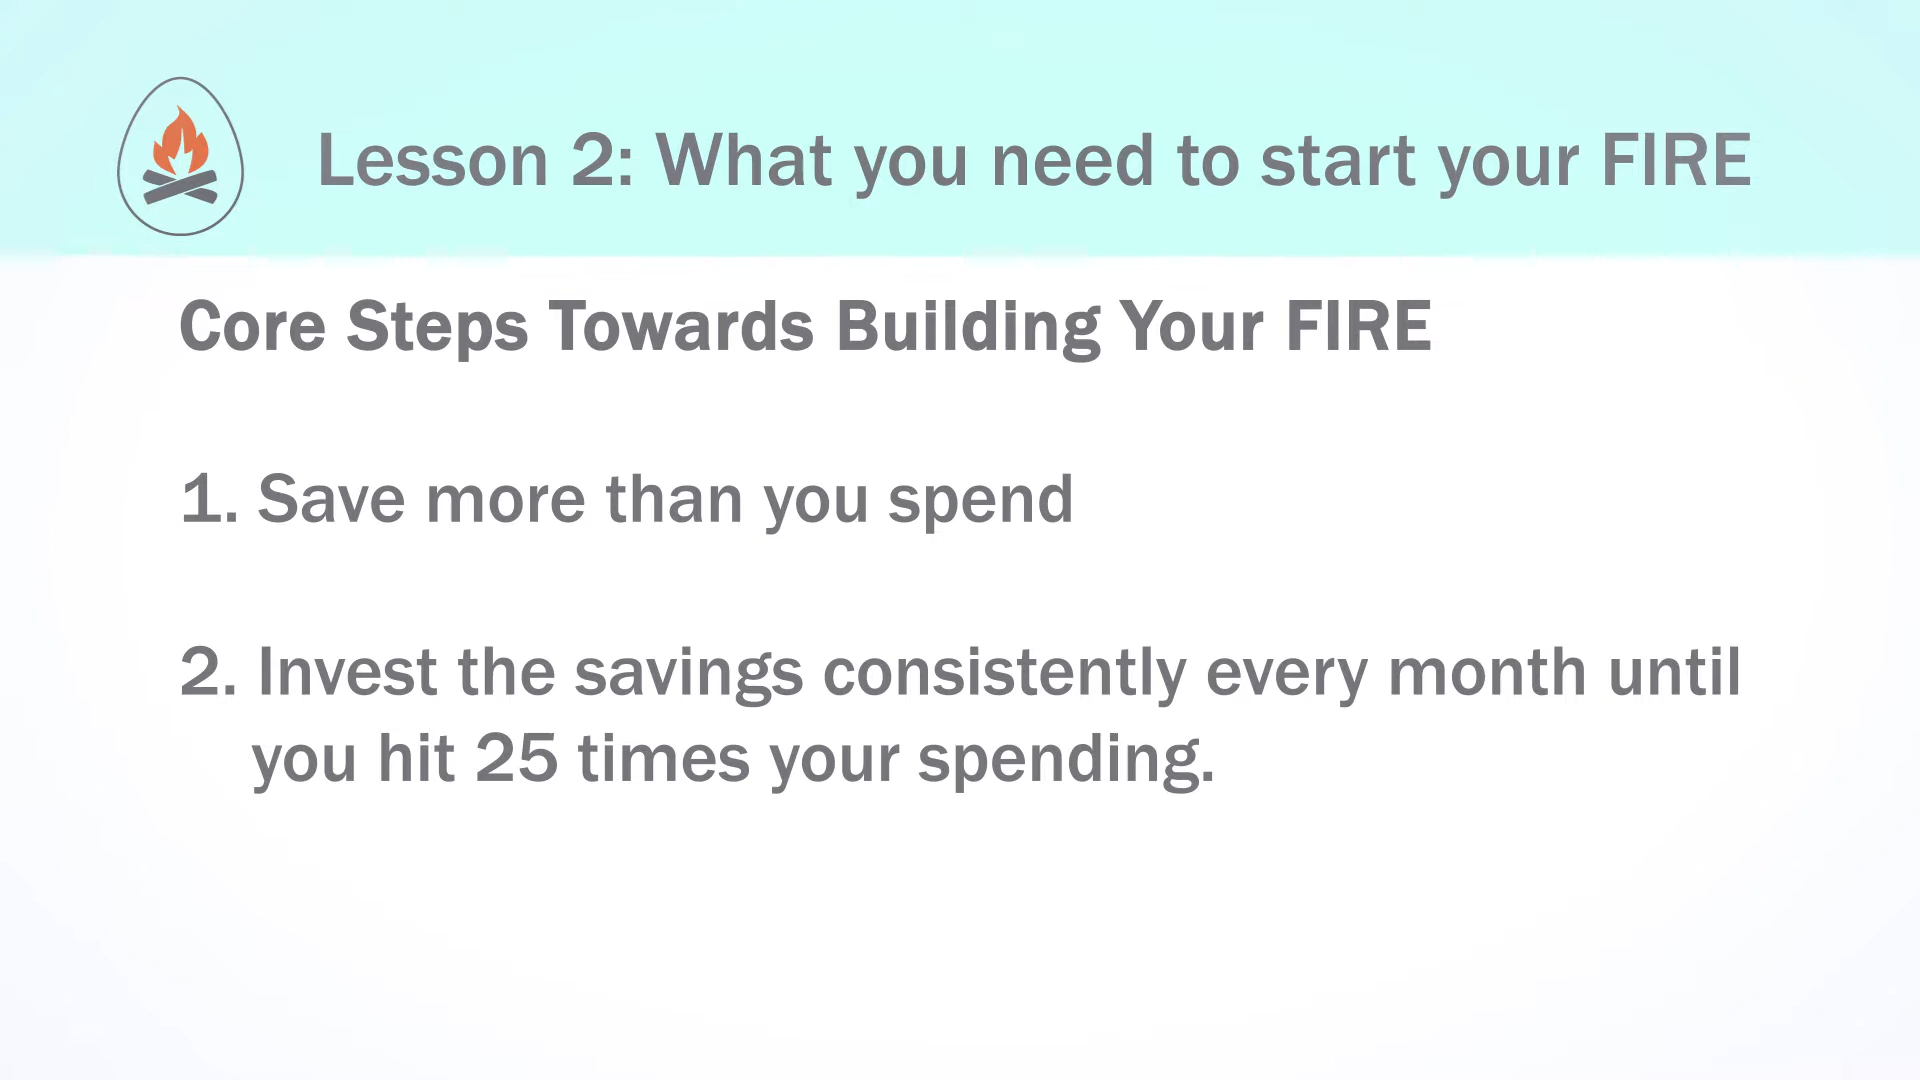 Lesson 2: What you need to start your FIRE
Core Steps Towards Building Your FIRE
1. Save more than you spend
2. Invest the savings consistently every month until
you hit 25 times your spending.